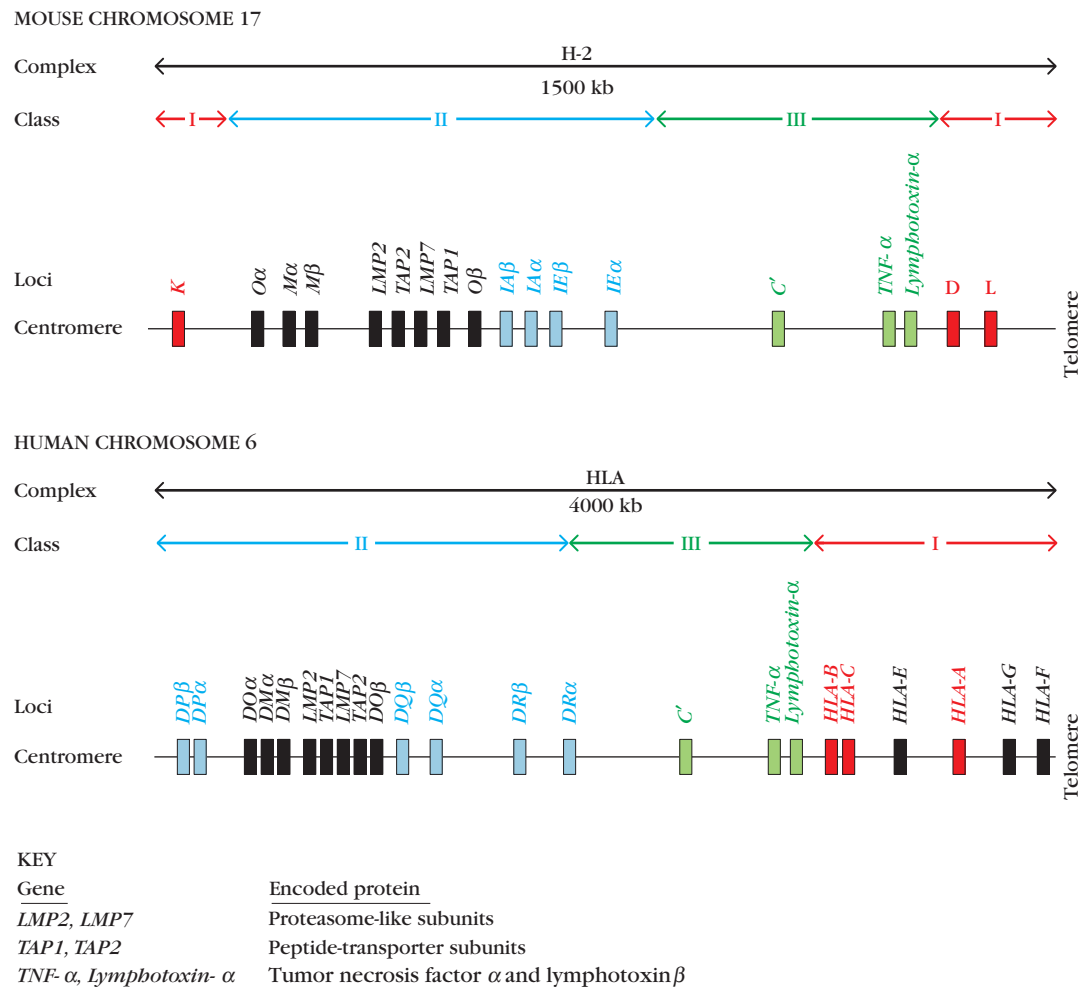 MOUSE CHROMOSOME 17
Complex H-2
1500 kb
Class I II III I
Loci K Oα Mα Mβ LMP2 TAP2 LMP7 TAP1 Oβ IAβ IAα IEβ IEα C′ TNF- α Lymphotoxin-α D L
Centromere Telomere
HUMAN CHROMOSOME 6
Complex HLA
4000 kb
Class II III I
Loci DPβ DPα DOα DMα DMβ LMP2 TAP1 LMP7 TAP2 DOβ DQβ DQα DRβ DRα C′ TNF-α Lymphotoxin-α HLA-B HLA-C HLA-E HLA-A HLA-G HLA-F
Centromere Telomere
KEY
Gene Encoded protein
LMP2, LMP7 Proteasome-like subunits
TAP1, TAP2 Peptide-transporter subunits
TNF- α, Lymphotoxin- α Tumor necrosis factor α and lymphotoxin β